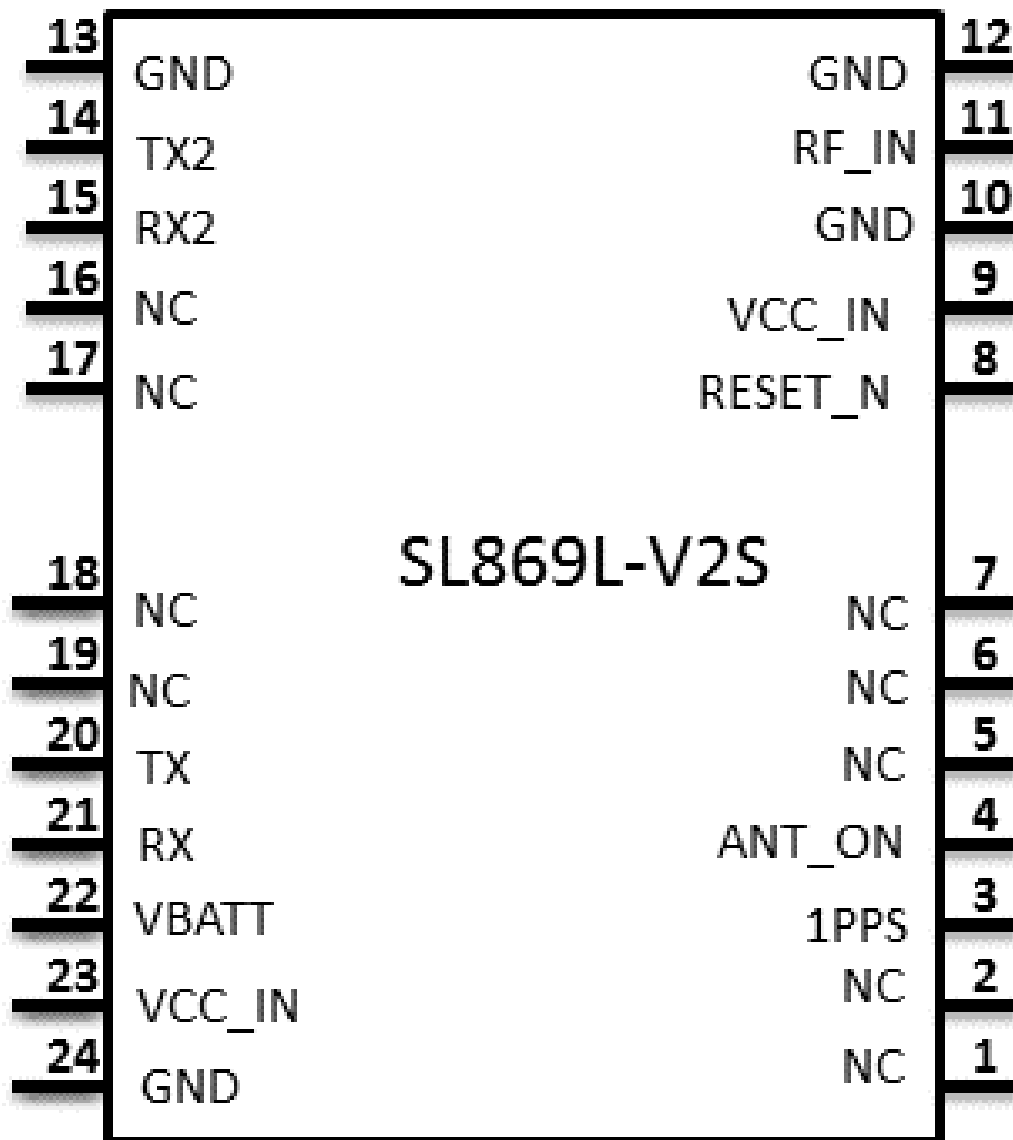 13 GND GND 12
14 TX2 RF_IN 11
15 RX2 GND 10
16 NC VCC_IN 9
17 NC RESET_N 8
SL869L-V2S
18 NC NC 7
19 NC NC 6
20 TX NC 5
21 RX ANT_ON 4
22 VBATT 1PPS 3
23 VCC_IN NC 2
24 GND NC 1